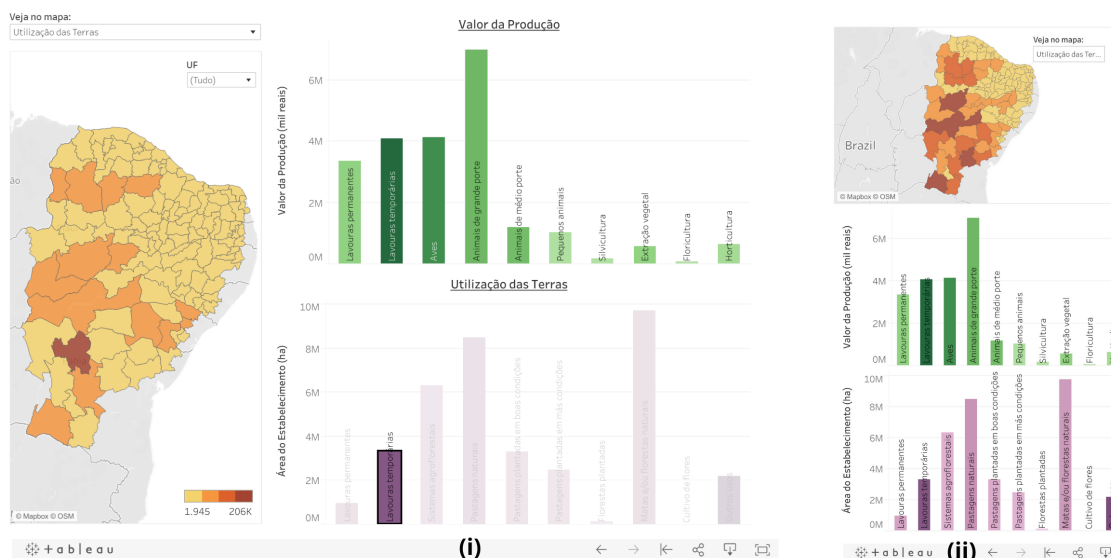 Veja no mapa:
Utilização das Terras
UF
(Tudo)
ão
1.945
206K
© Mapbox © OSM
Valor da Produção
Valor da Produção (mil reais)
6M
4M
2M
0M
Lavouras permanentes
Lavouras temporárias
Aves
Animais de grande porte
Animais de médio porte
Pequenos animais
Silvicultura
Extração vegetal
Floricultura
Horticultura
Utilização das Terras
Área do Estabelecimento (ha)
10M
8M
6M
4M
2M
0M
Lavouras permanentes
Lavouras temporárias
Sistemas agroflorestais
Pastagens naturais
Pastagens plantadas em boas condições
Pastagens plantadas em más condições
Florestas plantadas
Matas e/ou florestas naturais
Cultivo de flores
+ a b l e a u
(i)
Veja no mapa:
Utilização das Ter...
Brazil
© Mapbox © OSM
Valor da Produção (mil reais)
6M
4M
2M
0M
Lavouras permanentes
Lavouras temporárias
Aves
Animais de grande porte
Animais de médio porte
Pequenos animais
Silvicultura
Extração vegetal
Floricultura
Área do Estabelecimento (ha)
10M
8M
6M
4M
2M
0M
Lavouras permanentes
Lavouras temporárias
Sistemas agroflorestais
Pastagens naturais
Pastagens plantadas em boas condições
Pastagens plantadas em más condições
Florestas plantadas
Matas e/ou florestas naturais
Cultivo de flores
+ a b l e a u
(ii)